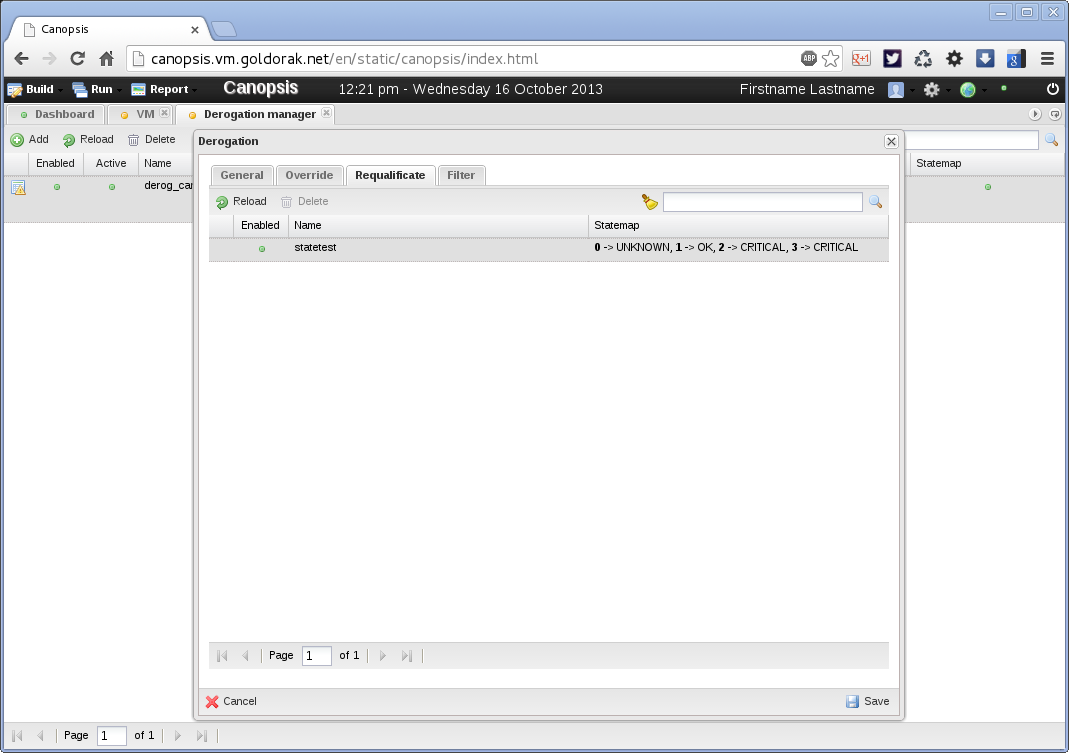 Canopsis
canopsis.vm.goldorak.net/en/static/canopsis/index.html
ABP
g+1
Build Run Report Canopsis 12:21 pm - Wednesday 16 October 2013 Firstname Lastname
Dashboard VM Derogation manager
Add Reload Delete
Enabled Active Name Statemap
derog_ca
Derogation
General Override Requalificate Filter
Reload Delete
Enabled Name Statemap
statetest 0 -> UNKNOWN, 1 -> OK, 2 -> CRITICAL, 3 -> CRITICAL
Page 1 of 1
Cancel Save
Page 1 of 1